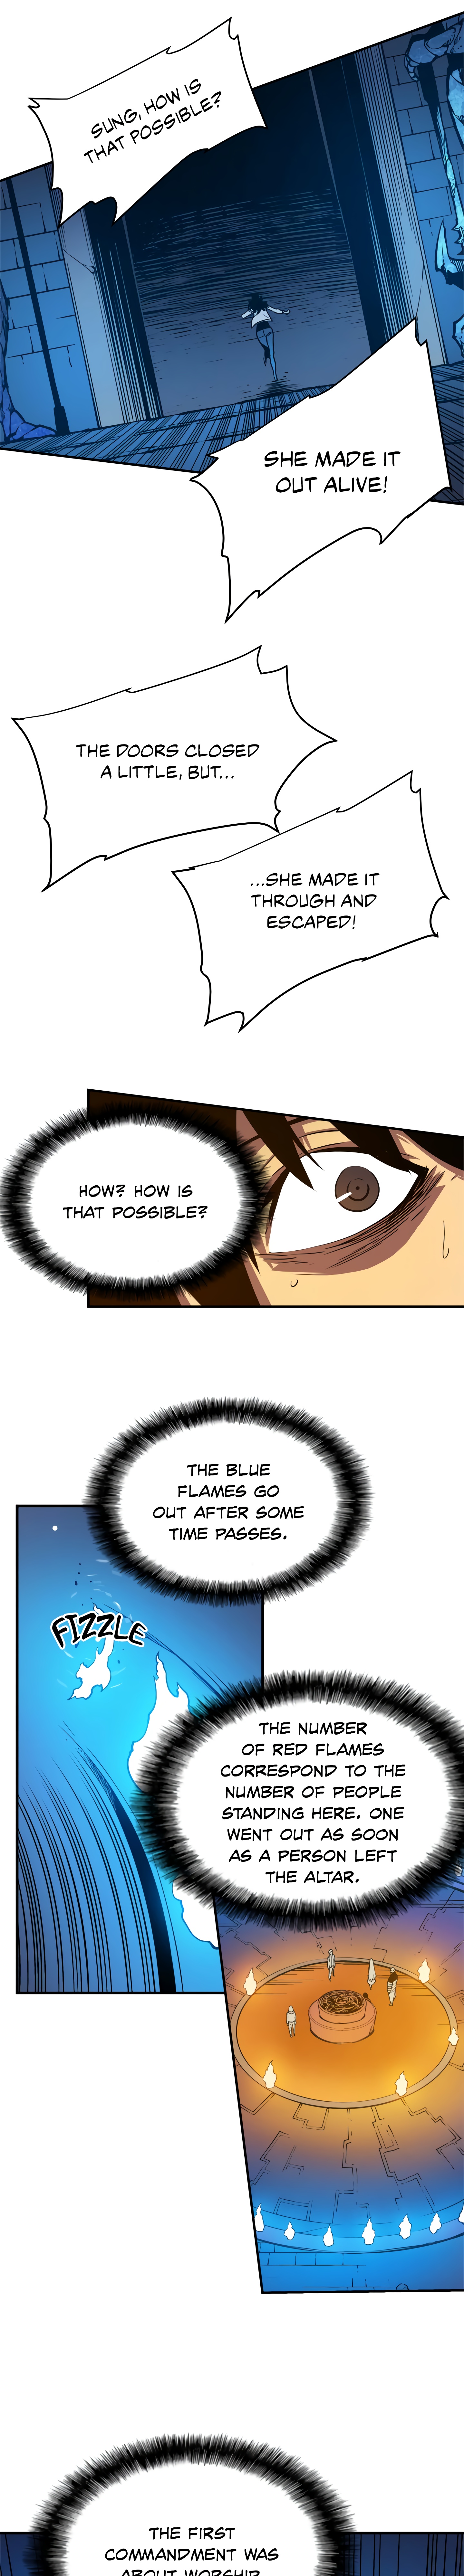 SUNG, HOW IS
THAT POSSIBLE?
SHE MADE IT
OUT ALIVE!
THE DOORS CLOSED
A LITTLE, BUT...
...SHE MADE IT
THROUGH AND
ESCAPED!
HOW? HOW IS
THAT POSSIBLE?
THE BLUE
FLAMES GO
OUT AFTER SOME
TIME PASSES.
FIZZLE
THE NUMBER
OF RED FLAMES
CORRESPOND TO THE
NUMBER OF PEOPLE
STANDING HERE. ONE
WENT OUT AS SOON
AS A PERSON LEFT
THE ALTAR.
THE FIRST
COMMANDMENT WAS
ABOUT WORSHIP